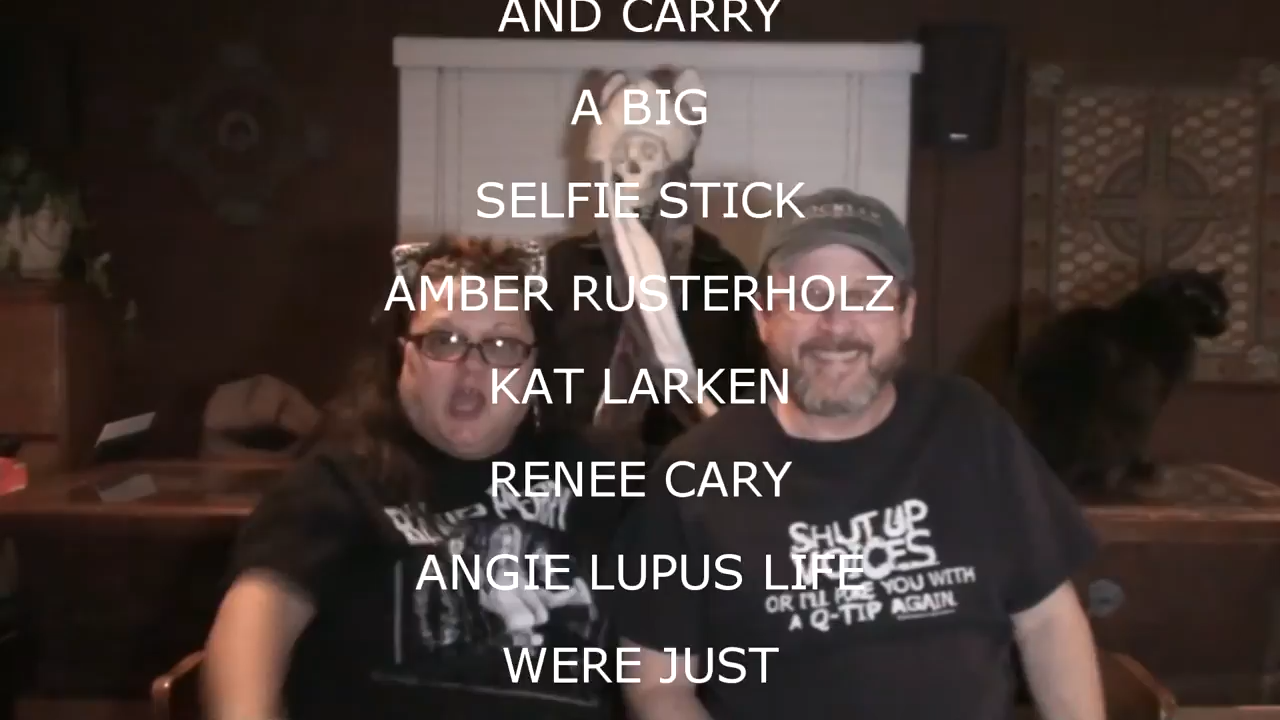 AND CARRY
A BIG
SELFIE STICK
AMBER RUSTERHOLZ
KAT LARKEN
RENEE CARY
ANGIE LUPUS LIFE
WERE JUST
SHUT UP
VOICES
OR I'LL POKE YOU WITH
A Q-TIP AGAIN.